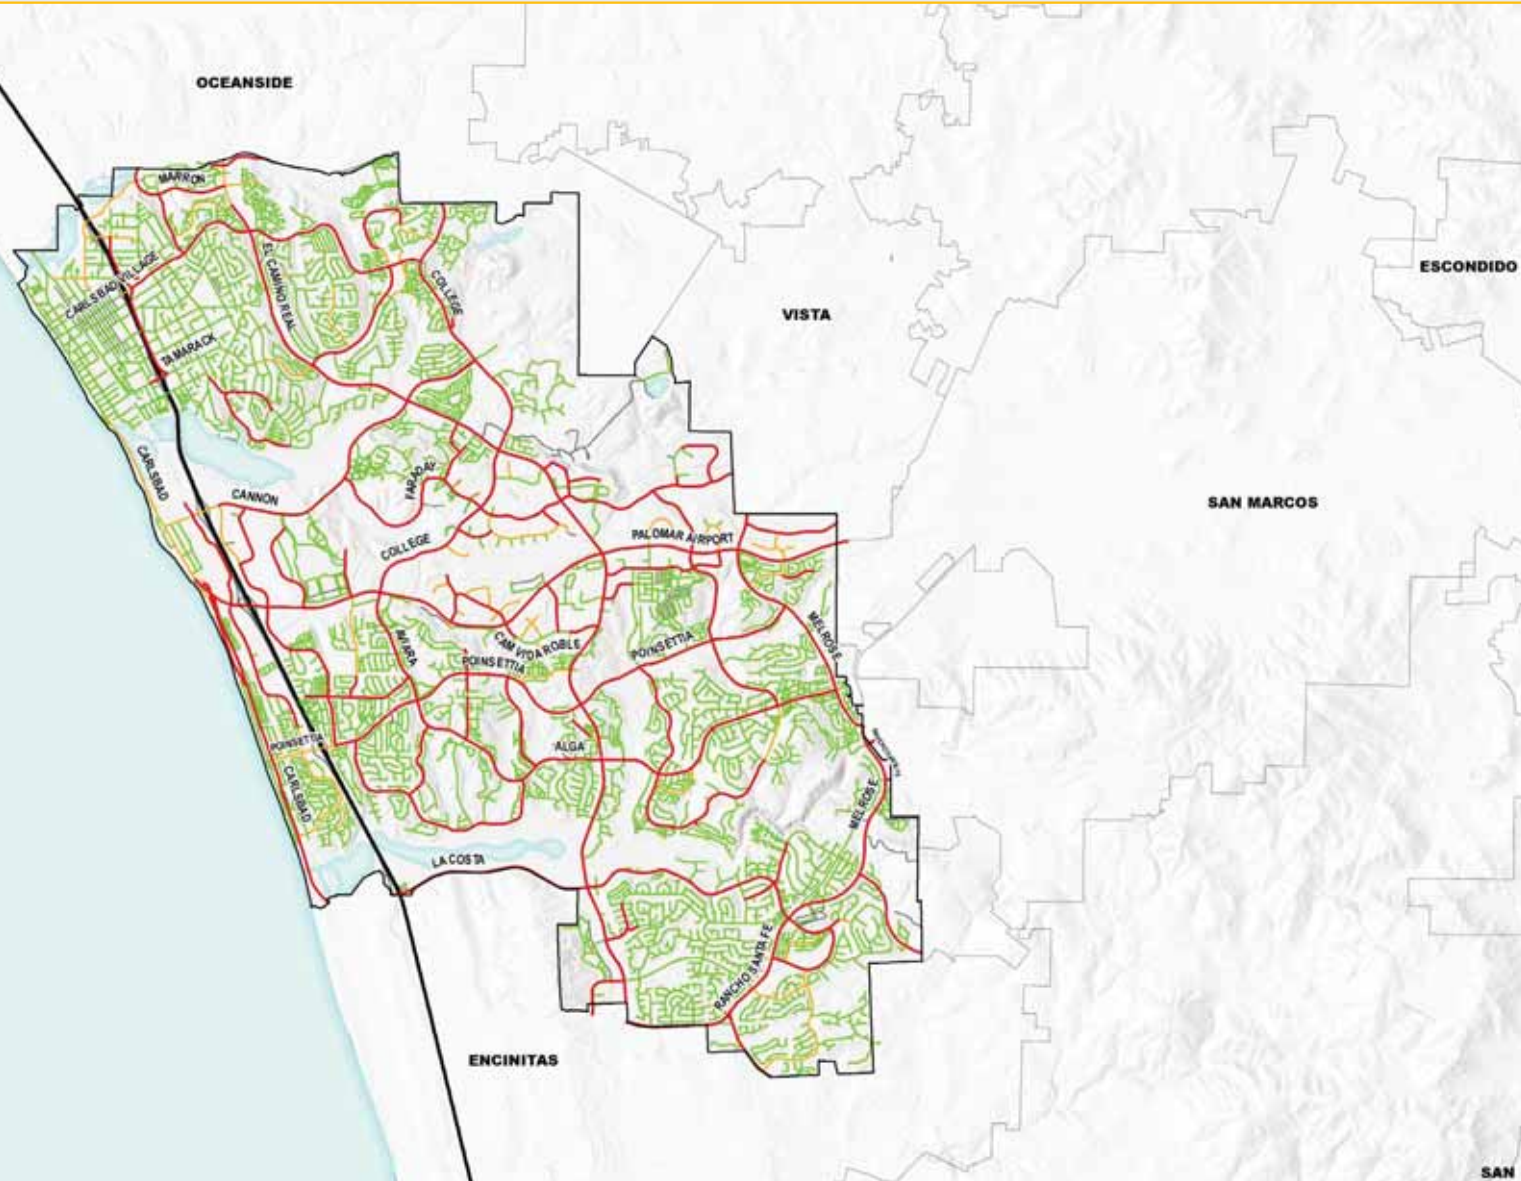 OCEANSIDE
MARRON
CARLSBAD VILLAGE
EL CAMINO REAL
COLLEGE
ESCONDIDO
VISTA
TAMARACK
CARLSBAD
FARADAY
CANNON
SAN MARCOS
COLLEGE
PALOMAR AIRPORT
AVIARA
CAM VIDA ROBLE
POINSETTIA
POINSETTIA
MELROSE
POINSETTIA
ALGA
CARLSBAD
MELROSE
LA COSTA
RANCHO SANTA FE
ENCINITAS
SAN